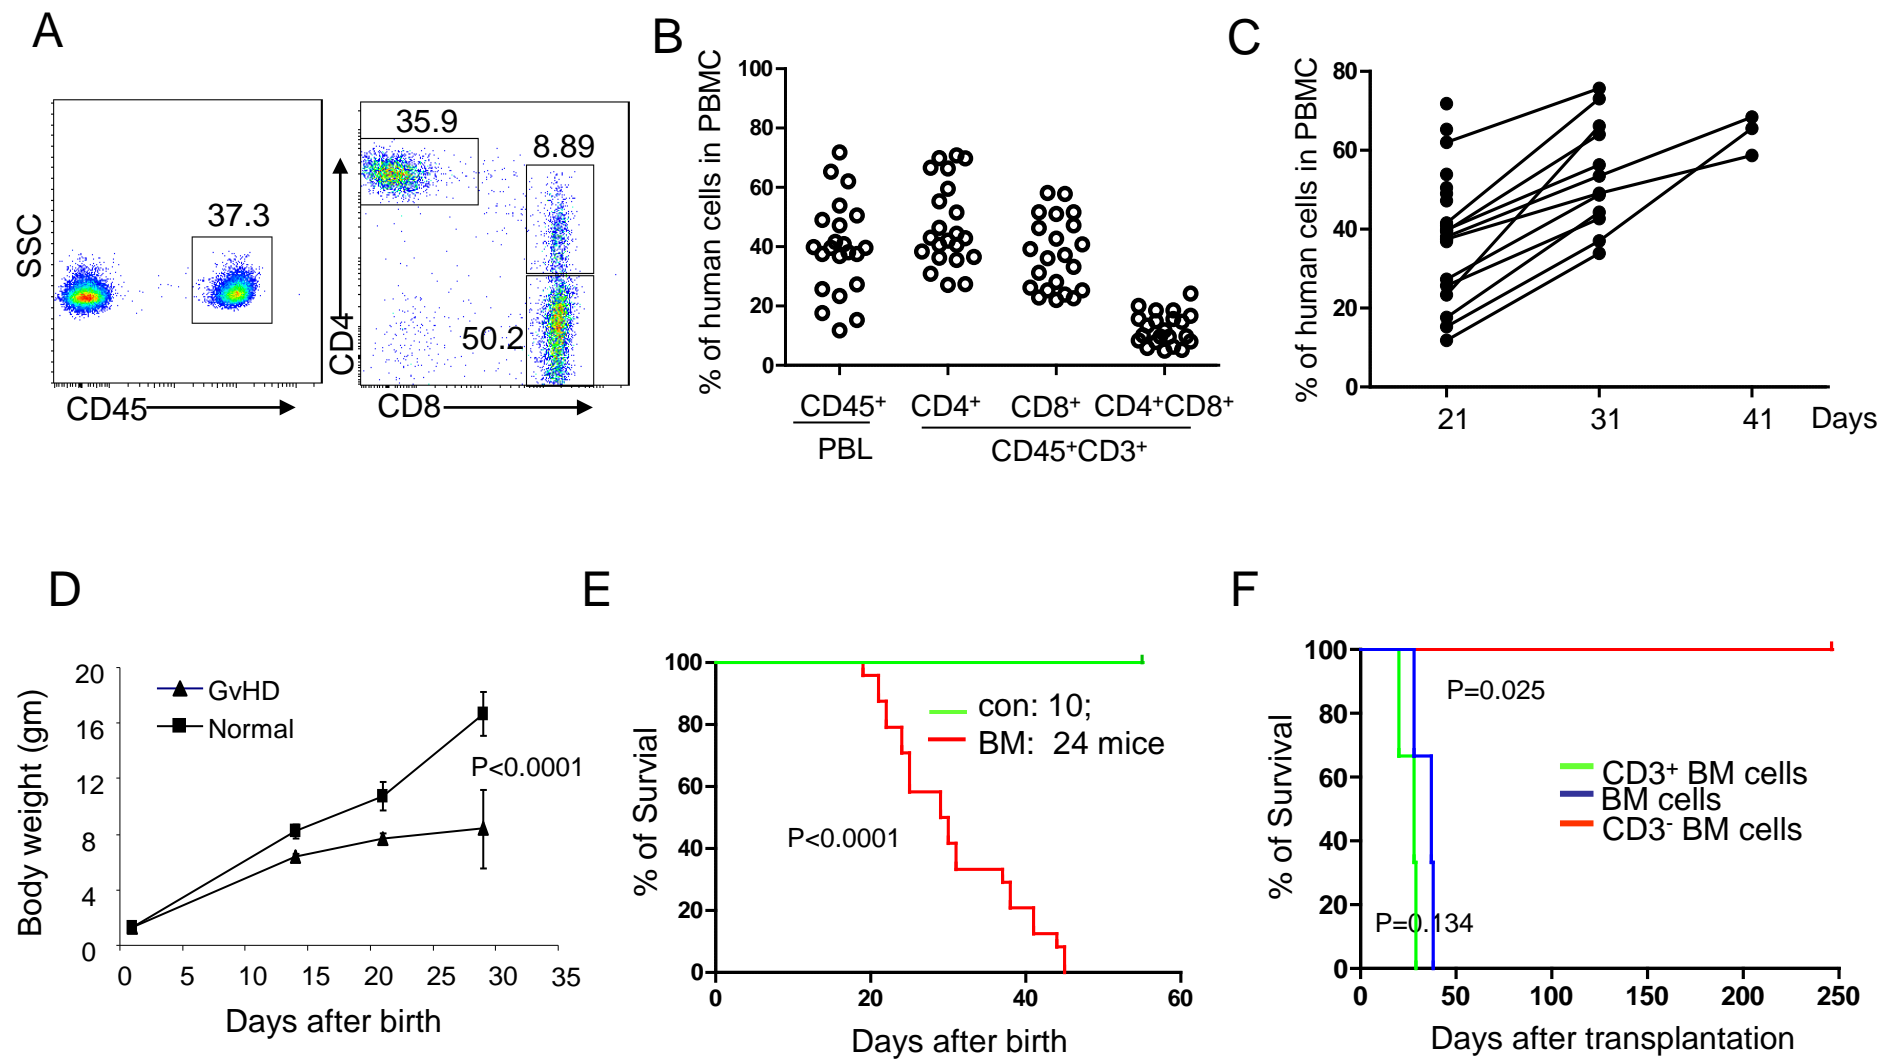 A
SSC
37.3
CD45
35.9
8.89
50.2
CD4
CD8
B
% of human cells in PBMC
100
80
60
40
20
0
CD45⁺ CD4⁺ CD8⁺ CD4⁺CD8⁺
PBL
CD45⁺CD3⁺
C
% of human cells in PBMC
80
60
40
20
0
21 31 41 Days
D
Body weight (gm)
20
16
12
8
4
0
GvHD
Normal
P<0.0001
0 5 10 15 20 25 30 35
Days after birth
E
% of Survial
100
80
60
40
20
0
con: 10;
BM: 24 mice
P<0.0001
0 20 40 60
Days after birth
F
% of Survival
100
80
60
40
20
0
P=0.025
CD3⁺ BM cells
BM cells
CD3⁻ BM cells
P=0.134
0 50 100 150 200 250
Days after transplantation